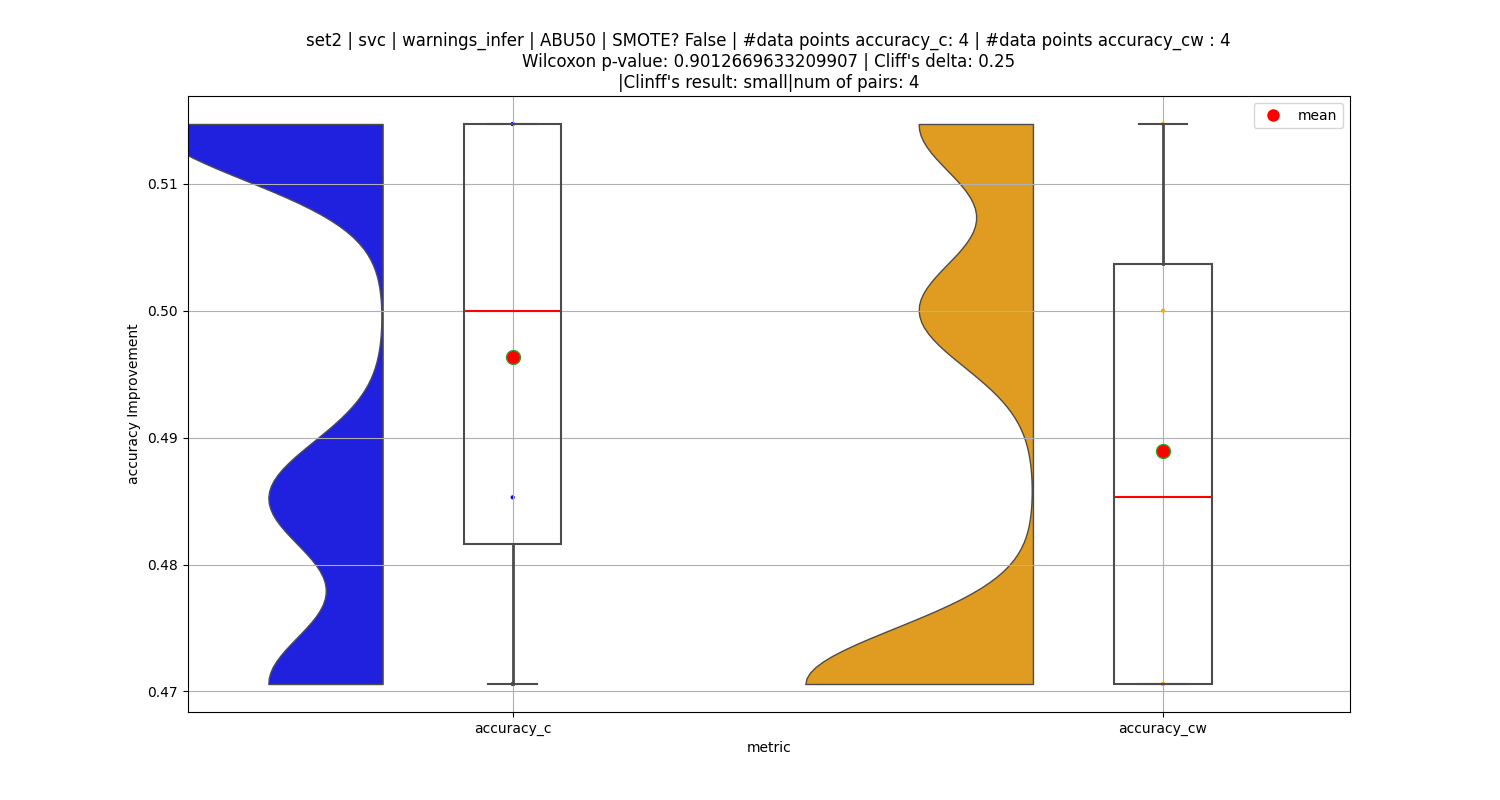 set2 | svc | warnings_infer | ABU50 | SMOTE? False | #data points accuracy_c: 4 | #data points accuracy_cw : 4
Wilcoxon p-value: 0.9012669633209907 | Cliff's delta: 0.25
|Clinff's result: small|num of pairs: 4
mean
0.51
0.50
0.49
0.48
0.47
accuracy Improvement
accuracy_c
accuracy_cw
metric